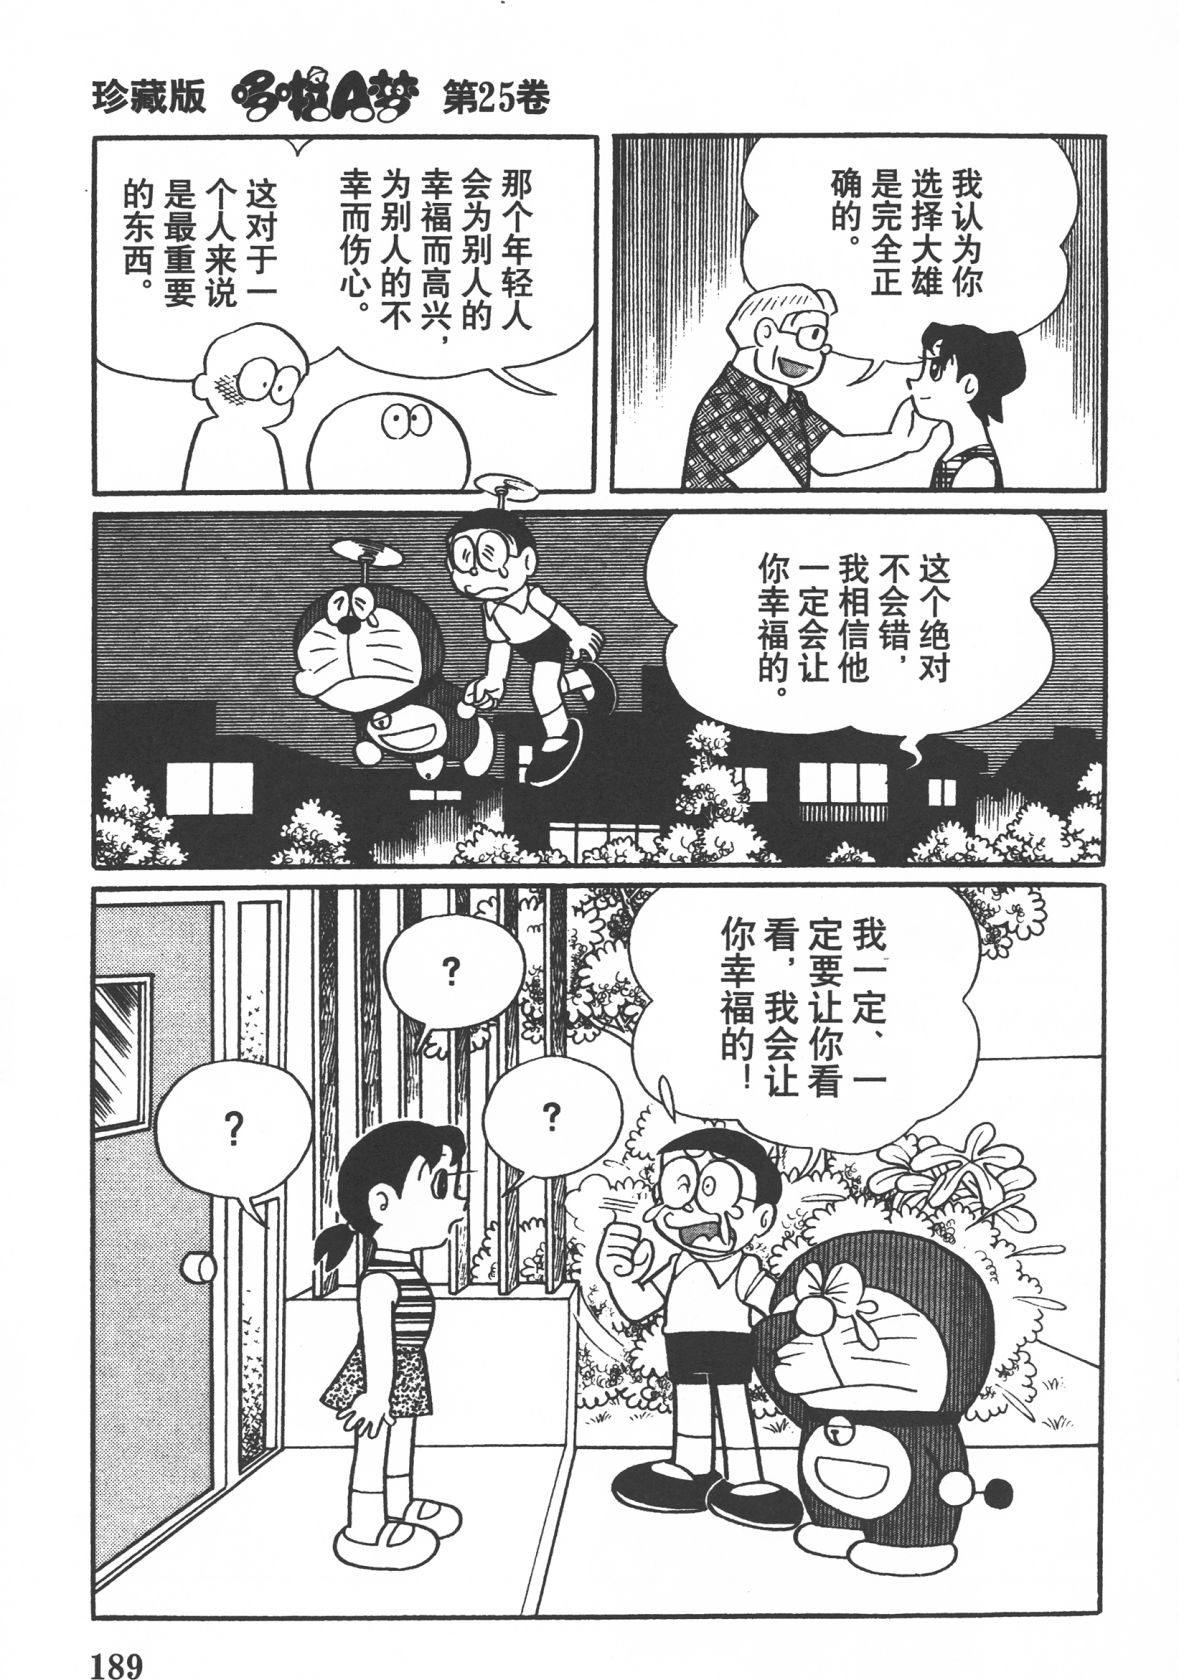 珍藏版 哆啦A梦 第25卷
我认为你
选择大雄
是完全正
确的。
那个年轻人
会为别人的
幸福而高兴，
为别人的不
幸而伤心。
这对于一
个人来说
是最重要
的东西。
这个绝对
不会错，
我相信他
一定会让
你幸福的。
我一定、一
定要让你看
看，我会让
你幸福的！
？
？
？
189